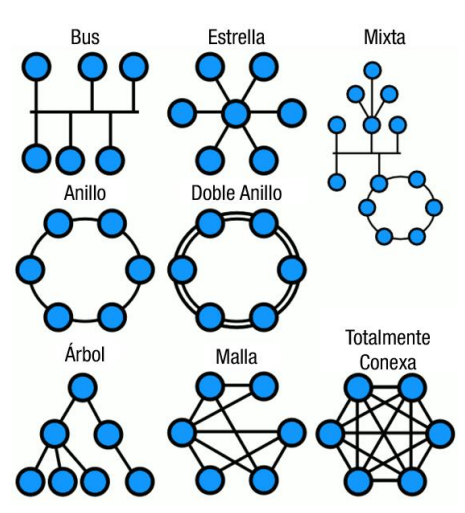 Bus
Estrella
Mixta
Anillo
Doble Anillo
Árbol
Malla
Totalmente
Conexa